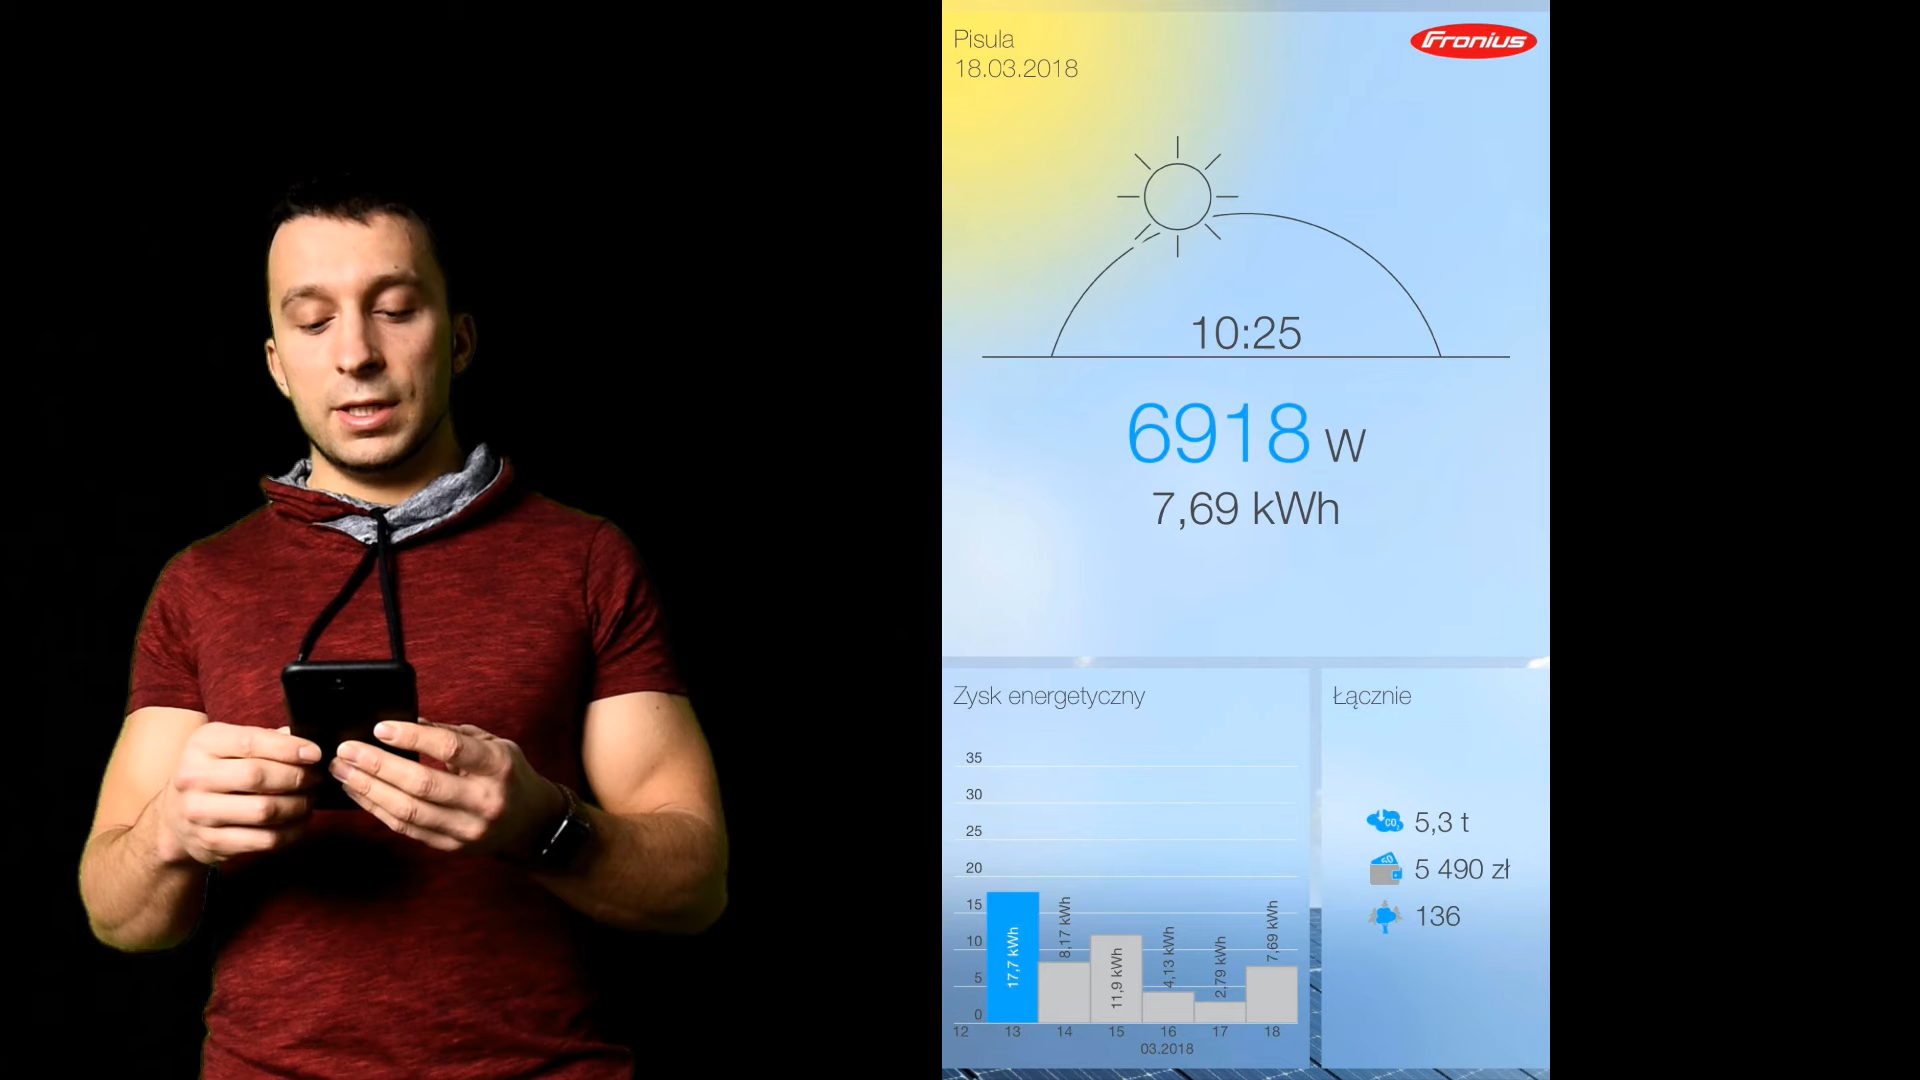 Pisula
18.03.2018
Fronius
10:25
6918 W
7,69 kWh
Zysk energetyczny
35
30
25
20
15
10
5
0
17,7 kWh
8,17 kWh
11,9 kWh
4,13 kWh
2,79 kWh
7,69 kWh
12 13 14 15 16 17 18
03.2018
Łącznie
CO2
5,3 t
5 490 zł
136